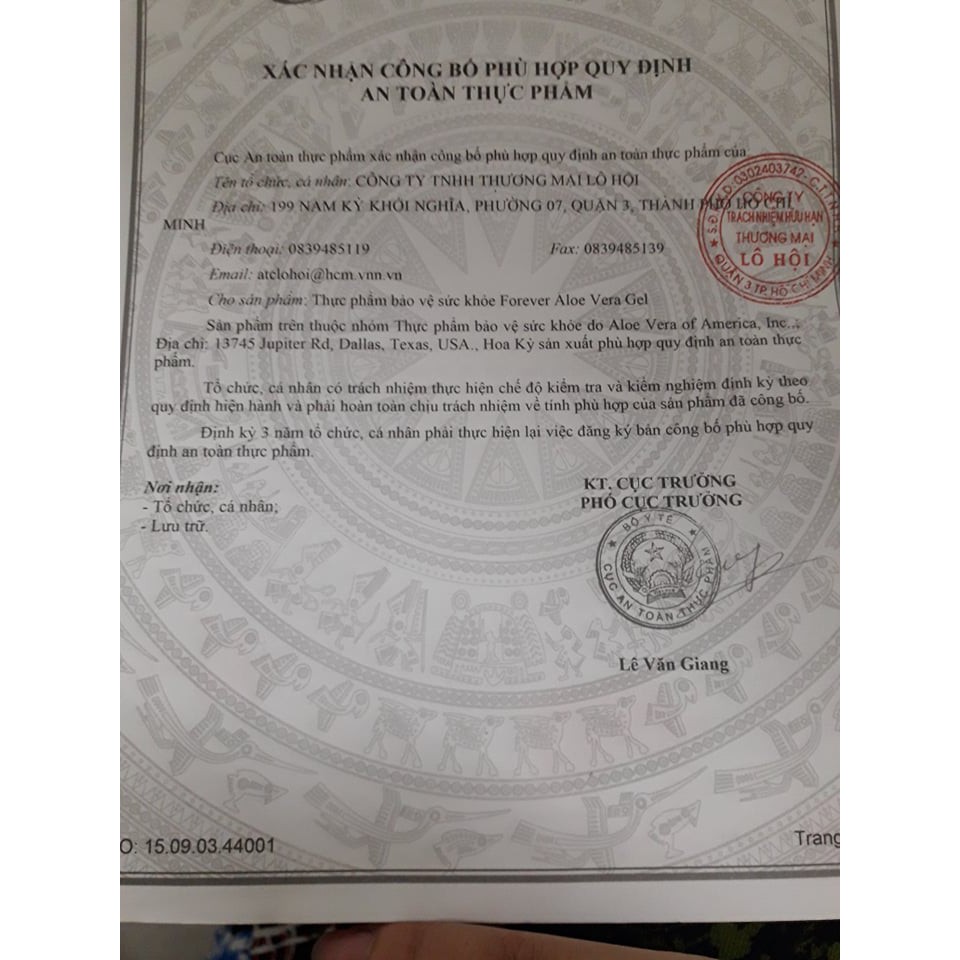 XÁC NHẬN CÔNG BỐ PHÙ HỢP QUY ĐỊNH
AN TOÀN THỰC PHẨM
Cục An toàn thực phẩm xác nhận công bố phù hợp quy định an toàn thực phẩm của:
Tên tổ chức, cá nhân: CÔNG TY TNHH THƯƠNG MẠI LÔ HỘI
Địa chỉ: 199 NAM KỲ KHỞI NGHĨA, PHƯỜNG 07, QUẬN 3, THÀNH PHỐ HỒ CHÍ
MINH
Điện thoại: 0839485119 Fax: 0839485139
Email: atclohoi@hcm.vnn.vn
Cho sản phẩm: Thực phẩm bảo vệ sức khỏe Forever Aloe Vera Gel
Sản phẩm trên thuộc nhóm Thực phẩm bảo vệ sức khỏe do Aloe Vera of America, Inc..,
Địa chỉ: 13745 Jupiter Rd, Dallas, Texas, USA., Hoa Kỳ sản xuất phù hợp quy định an toàn thực
phẩm.
Tổ chức, cá nhân có trách nhiệm thực hiện chế độ kiểm tra và kiểm nghiệm định kỳ theo
quy định hiện hành và phải hoàn toàn chịu trách nhiệm về tính phù hợp của sản phẩm đã công bố.
Định kỳ 3 năm tổ chức, cá nhân phải thực hiện lại việc đăng ký bản công bố phù hợp quy
định an toàn thực phẩm.
Nơi nhận:
- Tổ chức, cá nhân;
- Lưu trữ.
KT. CỤC TRƯỞNG
PHÓ CỤC TRƯỞNG
BỘ Y TẾ
CỤC AN TOÀN THỰC PHẨM
Lê Văn Giang
0302403742
CÔNG TY
TRÁCH NHIỆM HỮU HẠN
THƯƠNG MẠI
LÔ HỘI
QUẬN 3 T.P. HỒ CHÍ MINH
O: 15.09.03.44001
Trang